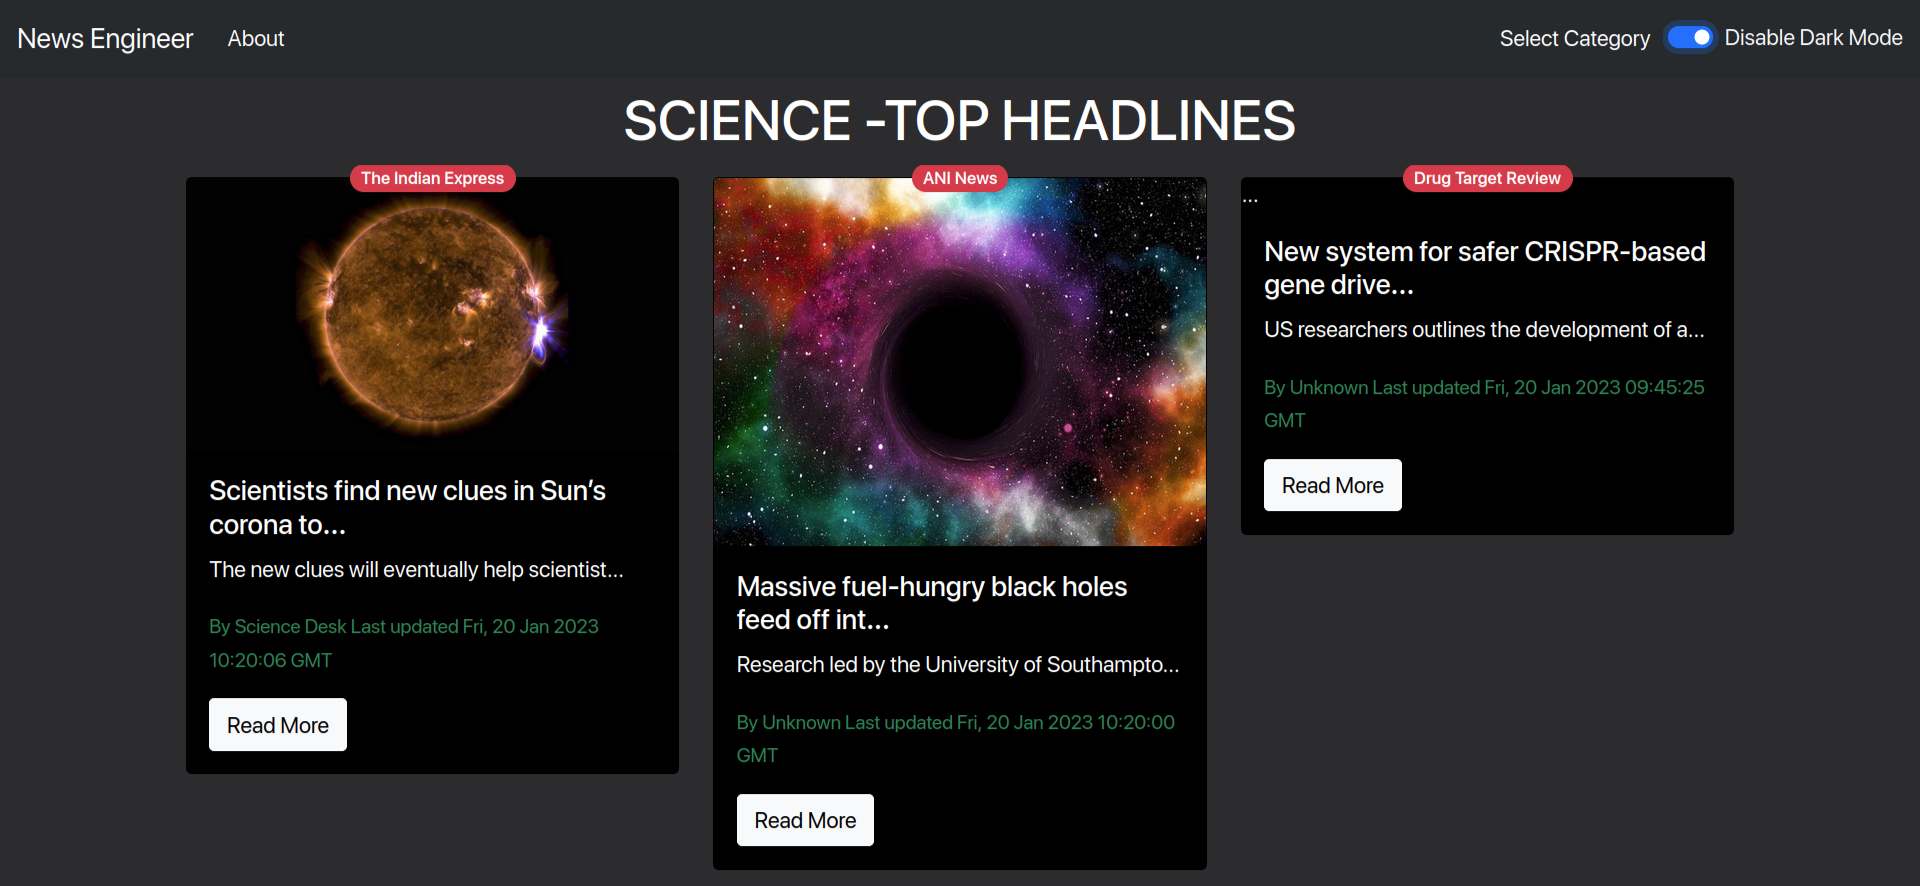 News Engineer About Select Category Disable Dark Mode
SCIENCE -TOP HEADLINES
The Indian Express
Scientists find new clues in Sun’s
corona to...
The new clues will eventually help scientist...
By Science Desk Last updated Fri, 20 Jan 2023
10:20:06 GMT
Read More
ANI News
Massive fuel-hungry black holes
feed off int...
Research led by the University of Southampto...
By Unknown Last updated Fri, 20 Jan 2023 10:20:00
GMT
Read More
Drug Target Review
...
New system for safer CRISPR-based
gene drive...
US researchers outlines the development of a...
By Unknown Last updated Fri, 20 Jan 2023 09:45:25
GMT
Read More